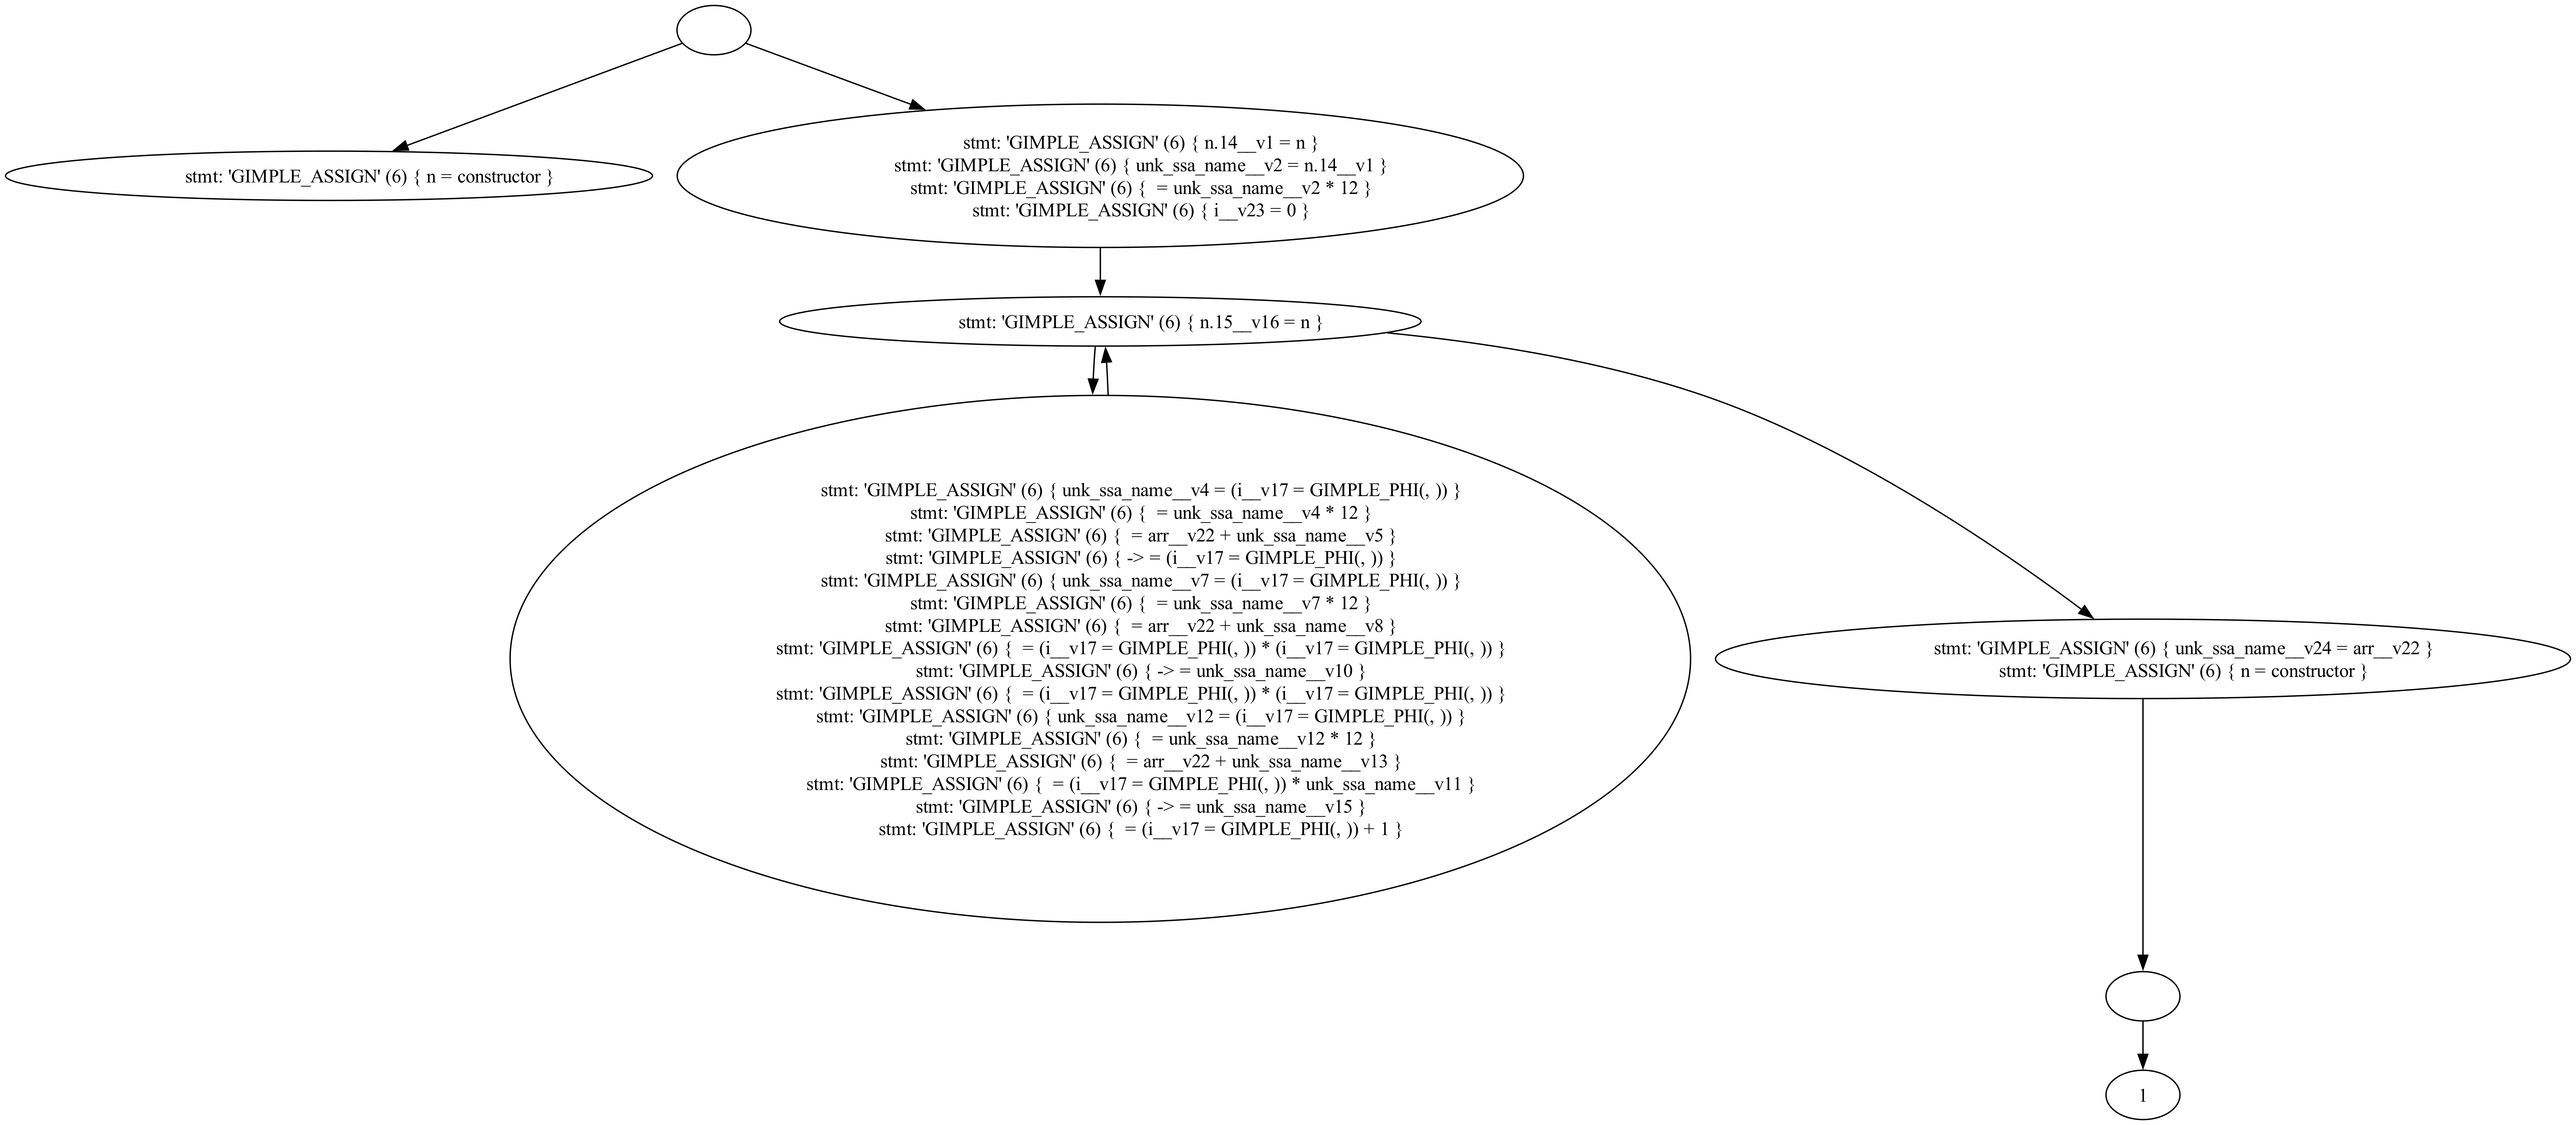 stmt: 'GIMPLE_ASSIGN' (6) { n = constructor }
stmt: 'GIMPLE_ASSIGN' (6) { n.14__v1 = n }
stmt: 'GIMPLE_ASSIGN' (6) { unk_ssa_name__v2 = n.14__v1 }
stmt: 'GIMPLE_ASSIGN' (6) {  = unk_ssa_name__v2 * 12 }
stmt: 'GIMPLE_ASSIGN' (6) { i__v23 = 0 }
stmt: 'GIMPLE_ASSIGN' (6) { n.15__v16 = n }
stmt: 'GIMPLE_ASSIGN' (6) { unk_ssa_name__v4 = (i__v17 = GIMPLE_PHI(, )) }
stmt: 'GIMPLE_ASSIGN' (6) {  = unk_ssa_name__v4 * 12 }
stmt: 'GIMPLE_ASSIGN' (6) {  = arr__v22 + unk_ssa_name__v5 }
stmt: 'GIMPLE_ASSIGN' (6) { -> = (i__v17 = GIMPLE_PHI(, )) }
stmt: 'GIMPLE_ASSIGN' (6) { unk_ssa_name__v7 = (i__v17 = GIMPLE_PHI(, )) }
stmt: 'GIMPLE_ASSIGN' (6) {  = unk_ssa_name__v7 * 12 }
stmt: 'GIMPLE_ASSIGN' (6) {  = arr__v22 + unk_ssa_name__v8 }
stmt: 'GIMPLE_ASSIGN' (6) {  = (i__v17 = GIMPLE_PHI(, )) * (i__v17 = GIMPLE_PHI(, )) }
stmt: 'GIMPLE_ASSIGN' (6) { -> = unk_ssa_name__v10 }
stmt: 'GIMPLE_ASSIGN' (6) {  = (i__v17 = GIMPLE_PHI(, )) * (i__v17 = GIMPLE_PHI(, )) }
stmt: 'GIMPLE_ASSIGN' (6) { unk_ssa_name__v12 = (i__v17 = GIMPLE_PHI(, )) }
stmt: 'GIMPLE_ASSIGN' (6) {  = unk_ssa_name__v12 * 12 }
stmt: 'GIMPLE_ASSIGN' (6) {  = arr__v22 + unk_ssa_name__v13 }
stmt: 'GIMPLE_ASSIGN' (6) {  = (i__v17 = GIMPLE_PHI(, )) * unk_ssa_name__v11 }
stmt: 'GIMPLE_ASSIGN' (6) { -> = unk_ssa_name__v15 }
stmt: 'GIMPLE_ASSIGN' (6) {  = (i__v17 = GIMPLE_PHI(, )) + 1 }
stmt: 'GIMPLE_ASSIGN' (6) { unk_ssa_name__v24 = arr__v22 }
stmt: 'GIMPLE_ASSIGN' (6) { n = constructor }
1